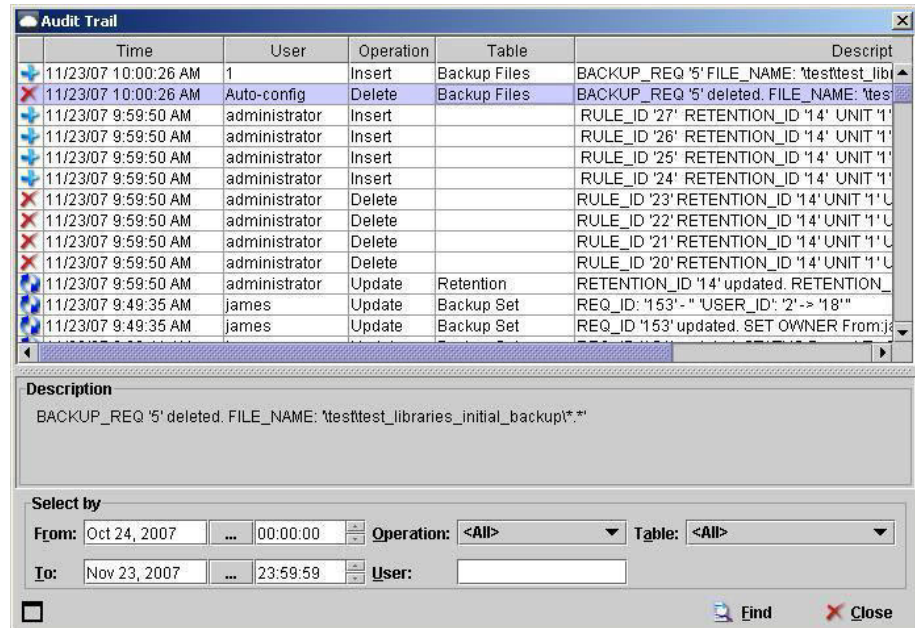 Audit Trail
Time User Operation Table Descript
11/23/07 10:00:26 AM 1 Insert Backup Files BACKUP_REQ '5' FILE_NAME: '\test\test_libr
11/23/07 10:00:26 AM Auto-config Delete Backup Files BACKUP_REQ '5' deleted. FILE_NAME: '\tes
11/23/07 9:59:50 AM administrator Insert RULE_ID '27' RETENTION_ID '14' UNIT '1'
11/23/07 9:59:50 AM administrator Insert RULE_ID '26' RETENTION_ID '14' UNIT '1'
11/23/07 9:59:50 AM administrator Insert RULE_ID '25' RETENTION_ID '14' UNIT '1'
11/23/07 9:59:50 AM administrator Insert RULE_ID '24' RETENTION_ID '14' UNIT '1'
11/23/07 9:59:50 AM administrator Delete RULE_ID '23' RETENTION_ID '14' UNIT '1' U
11/23/07 9:59:50 AM administrator Delete RULE_ID '22' RETENTION_ID '14' UNIT '1' U
11/23/07 9:59:50 AM administrator Delete RULE_ID '21' RETENTION_ID '14' UNIT '1' U
11/23/07 9:59:50 AM administrator Delete RULE_ID '20' RETENTION_ID '14' UNIT '1' U
11/23/07 9:59:50 AM administrator Update Retention RETENTION_ID '14' updated. RETENTION_
11/23/07 9:49:35 AM james Update Backup Set REQ_ID: '153' - " 'USER_ID': '2' -> '18'"
11/23/07 9:49:35 AM james Update Backup Set REQ_ID '153' updated. SET OWNER From:ja
Description
BACKUP_REQ '5' deleted. FILE_NAME: '\test\test_libraries_initial_backup\*.*'
Select by
From: Oct 24, 2007 ... 00:00:00 Operation: <All> Table: <All>
To: Nov 23, 2007 ... 23:59:59 User:
Find Close